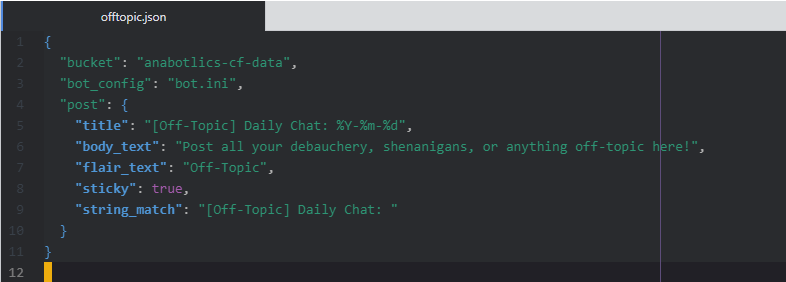 offtopic.json
1 {
2 "bucket": "anabotlics-cf-data",
3 "bot_config": "bot.ini",
4 "post": {
5 "title": "[Off-Topic] Daily Chat: %Y-%m-%d",
6 "body_text": "Post all your debauchery, shenanigans, or anything off-topic here!",
7 "flair_text": "Off-Topic",
8 "sticky": true,
9 "string_match": "[Off-Topic] Daily Chat: "
10 }
11 }
12